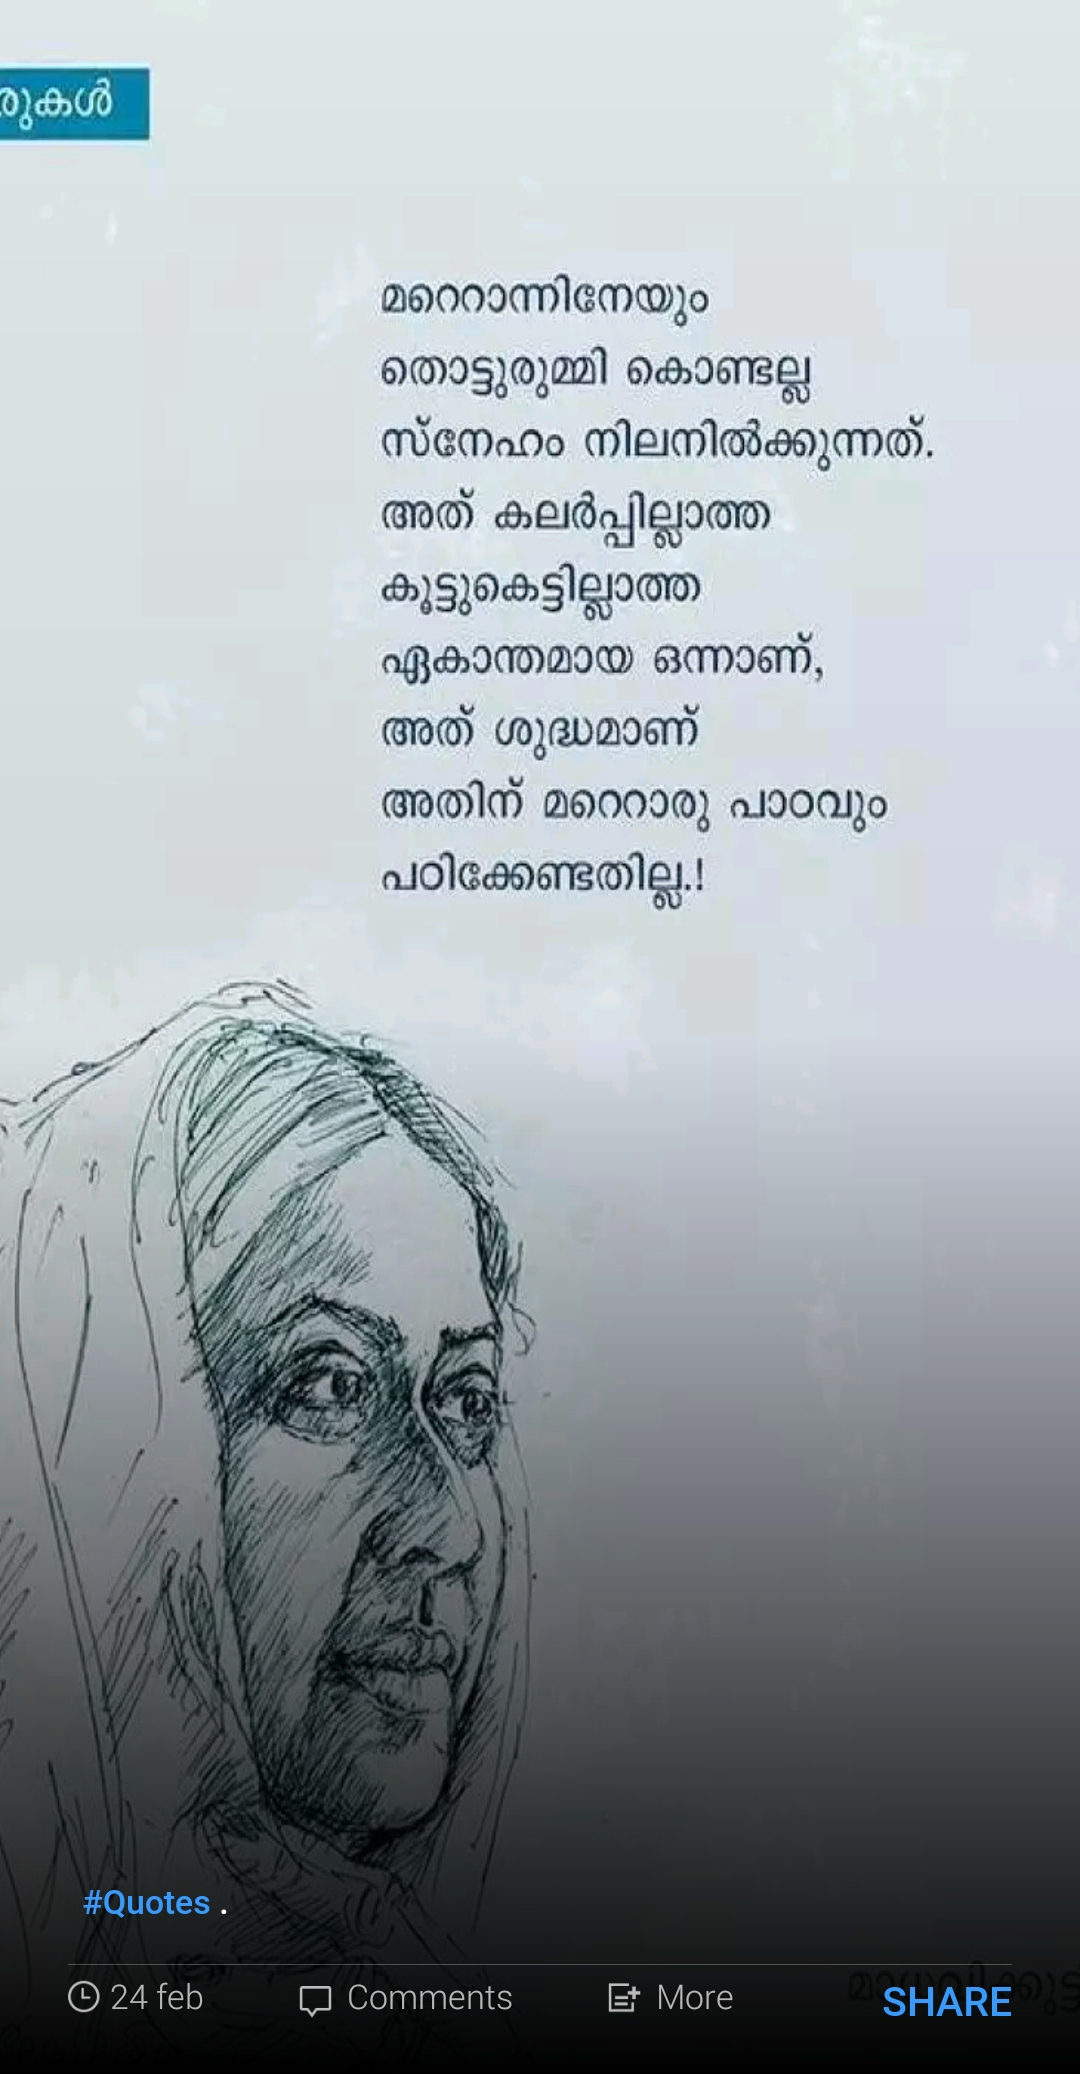 രുകൾ
മറെറാന്നിനേയും
തൊട്ടുരുമ്മി കൊണ്ടല്ല
സ്നേഹം നിലനിൽക്കുന്നത്.
അത് കലർപ്പില്ലാത്ത
കൂട്ടുകെട്ടില്ലാത്ത
ഏകാന്തമായ ഒന്നാണ്,
അത് ശുദ്ധമാണ്
അതിന് മറെറാരു പാഠവും
പഠിക്കേണ്ടതില്ല.!
#Quotes .
24 feb Comments More SHARE